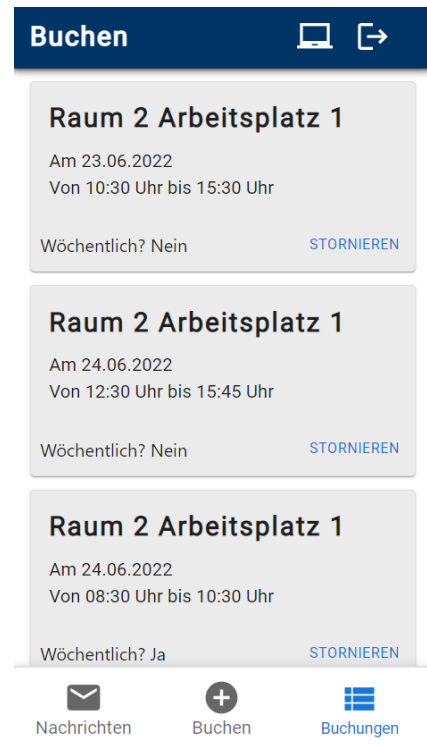 Buchen
Raum 2 Arbeitsplatz 1
Am 23.06.2022
Von 10:30 Uhr bis 15:30 Uhr
Wöchentlich? Nein STORNIEREN
Raum 2 Arbeitsplatz 1
Am 24.06.2022
Von 12:30 Uhr bis 15:45 Uhr
Wöchentlich? Nein STORNIEREN
Raum 2 Arbeitsplatz 1
Am 24.06.2022
Von 08:30 Uhr bis 10:30 Uhr
Wöchentlich? Ja STORNIEREN
Nachrichten Buchen Buchungen